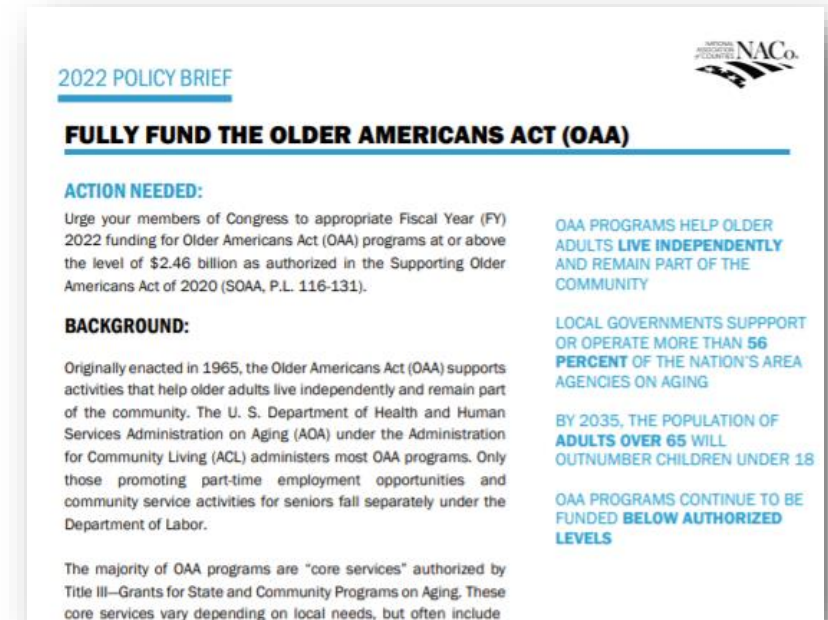 NATIONAL
ASSOCIATION
of COUNTIES
NACo
2022 POLICY BRIEF
FULLY FUND THE OLDER AMERICANS ACT (OAA)
ACTION NEEDED:
Urge your members of Congress to appropriate Fiscal Year (FY)
2022 funding for Older Americans Act (OAA) programs at or above
the level of $2.46 billion as authorized in the Supporting Older
Americans Act of 2020 (SOAA, P.L. 116-131).
BACKGROUND:
Originally enacted in 1965, the Older Americans Act (OAA) supports
activities that help older adults live independently and remain part
of the community. The U. S. Department of Health and Human
Services Administration on Aging (AOA) under the Administration
for Community Living (ACL) administers most OAA programs. Only
those promoting part-time employment opportunities and
community service activities for seniors fall separately under the
Department of Labor.
The majority of OAA programs are “core services” authorized by
Title III—Grants for State and Community Programs on Aging. These
core services vary depending on local needs, but often include
OAA PROGRAMS HELP OLDER
ADULTS LIVE INDEPENDENTLY
AND REMAIN PART OF THE
COMMUNITY
LOCAL GOVERNMENTS SUPPPORT
OR OPERATE MORE THAN 56
PERCENT OF THE NATION'S AREA
AGENCIES ON AGING
BY 2035, THE POPULATION OF
ADULTS OVER 65 WILL
OUTNUMBER CHILDREN UNDER 18
OAA PROGRAMS CONTINUE TO BE
FUNDED BELOW AUTHORIZED
LEVELS